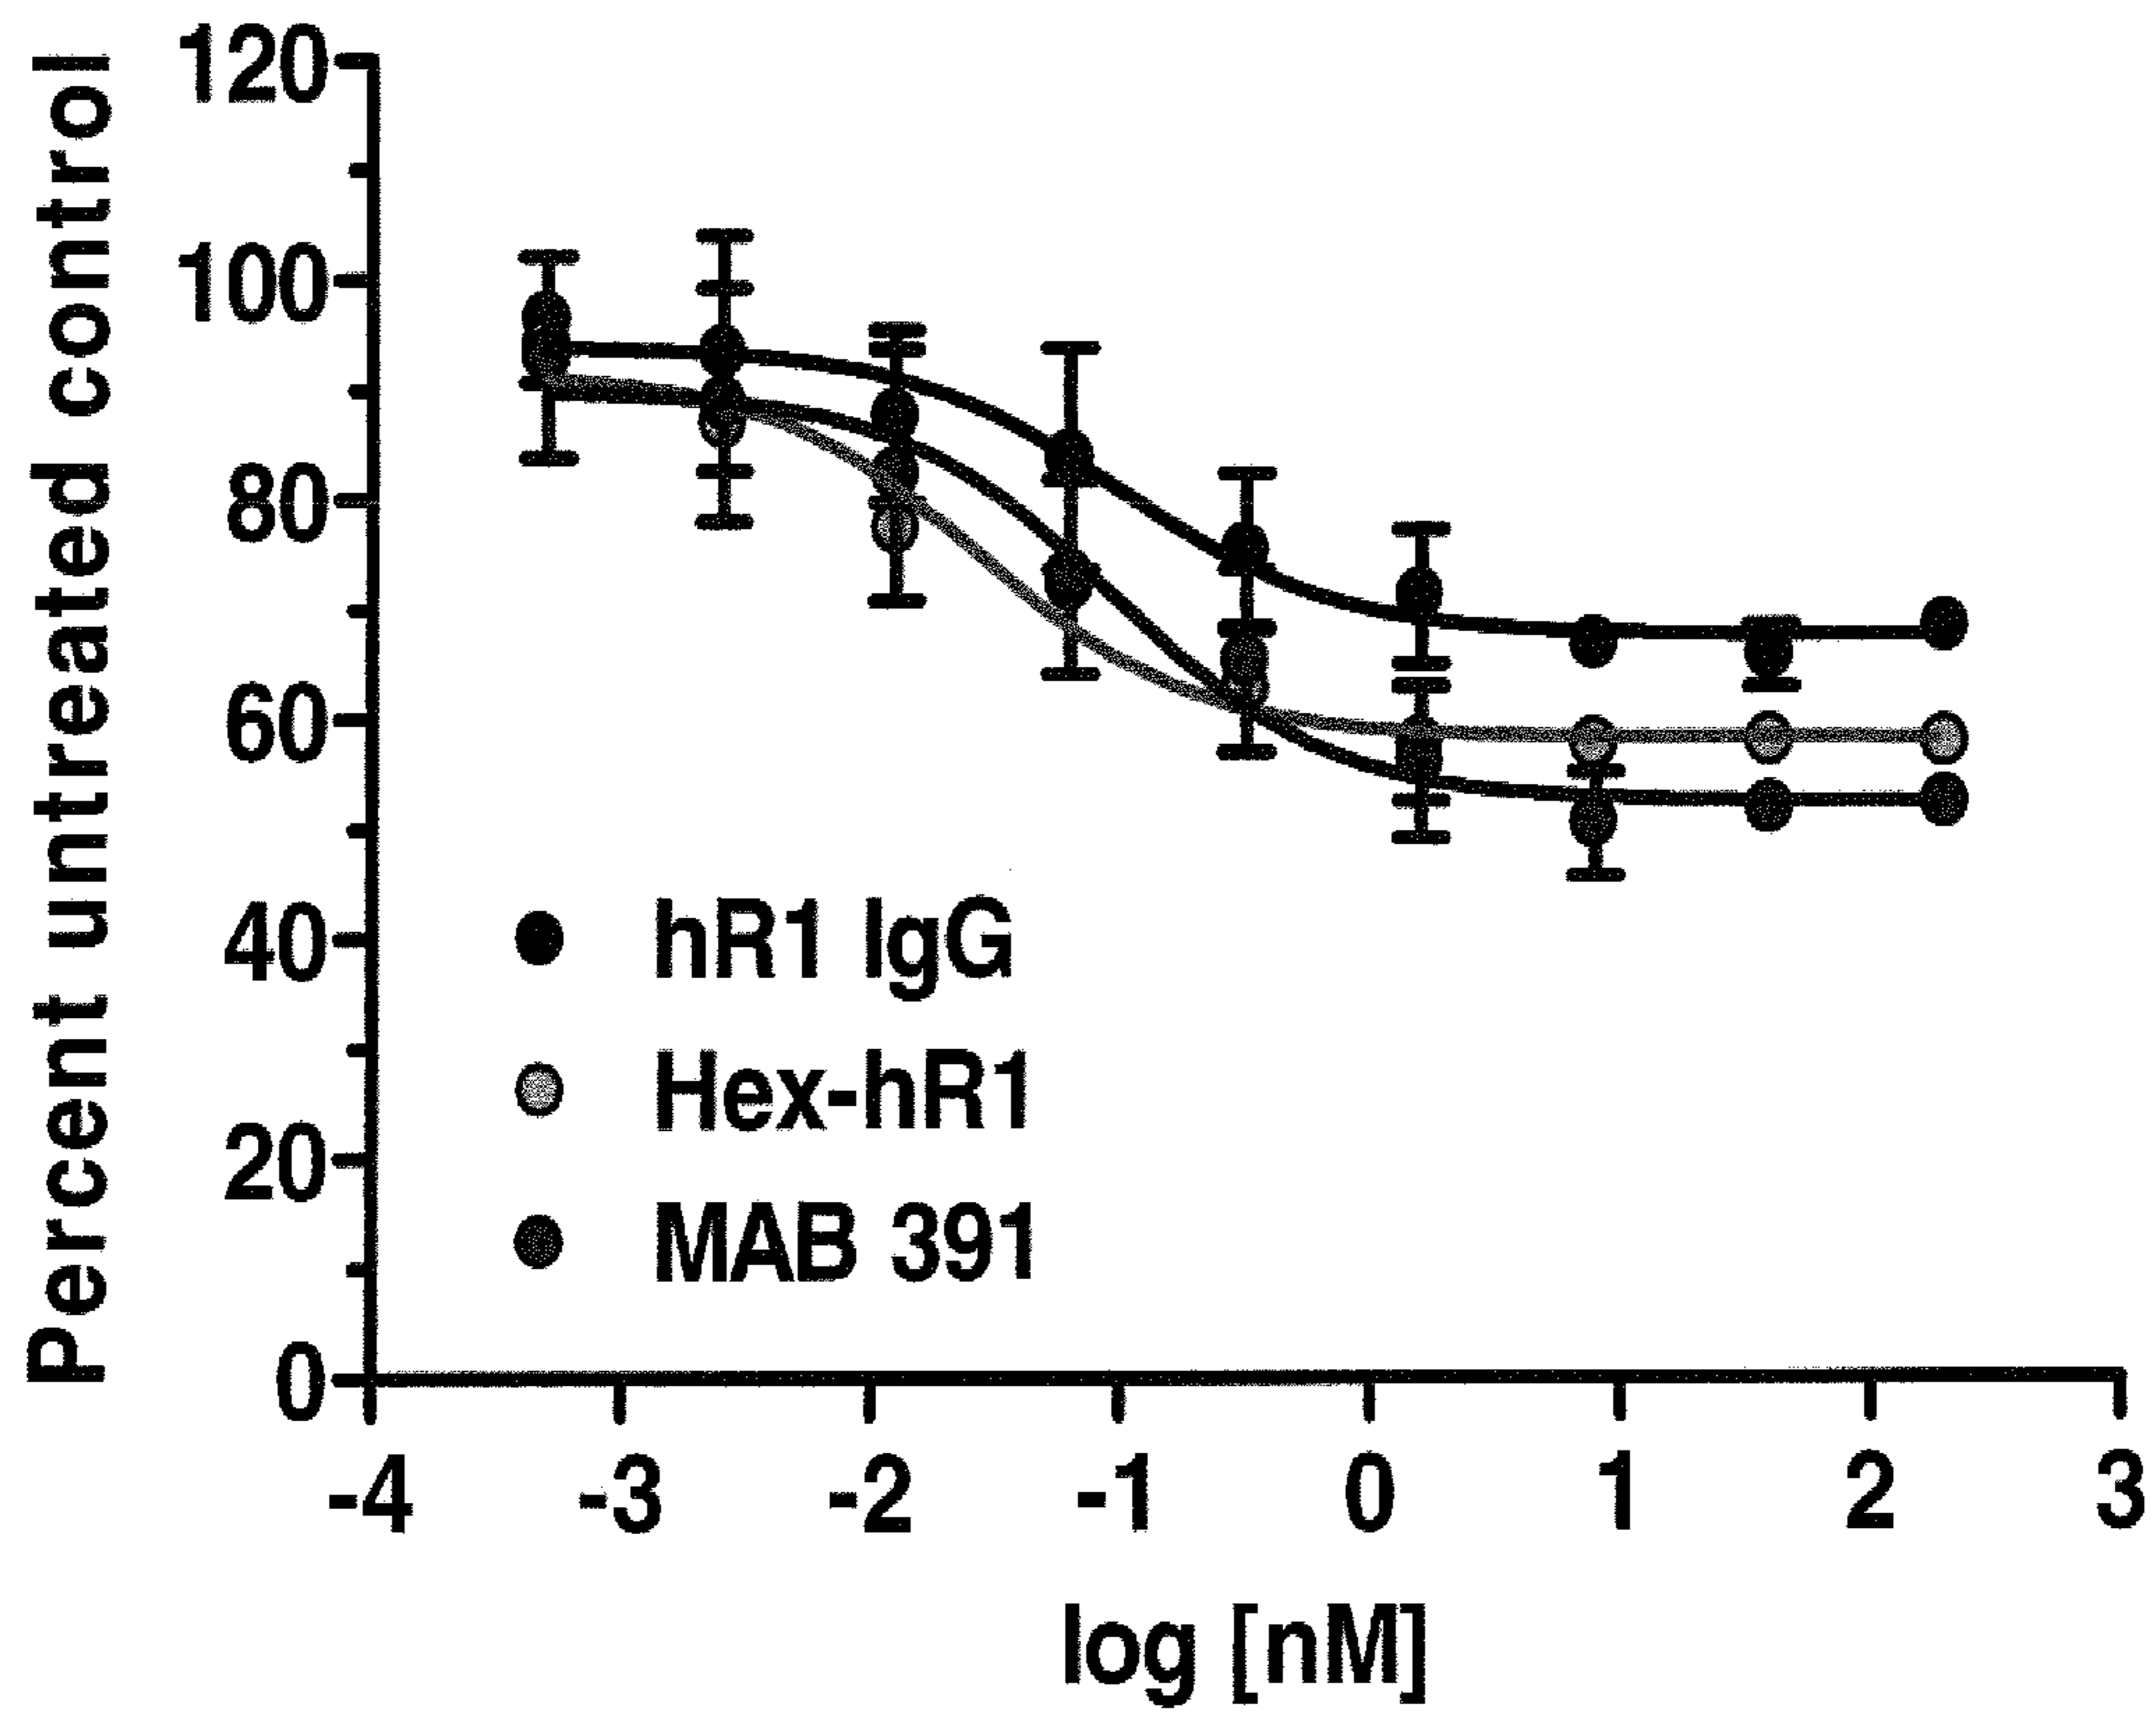 Percent untreated control
120
100
80
60
40
20
0
hR1 IgG
Hex-hR1
MAB 391
-4 -3 -2 -1 0 1 2 3
log [nM]